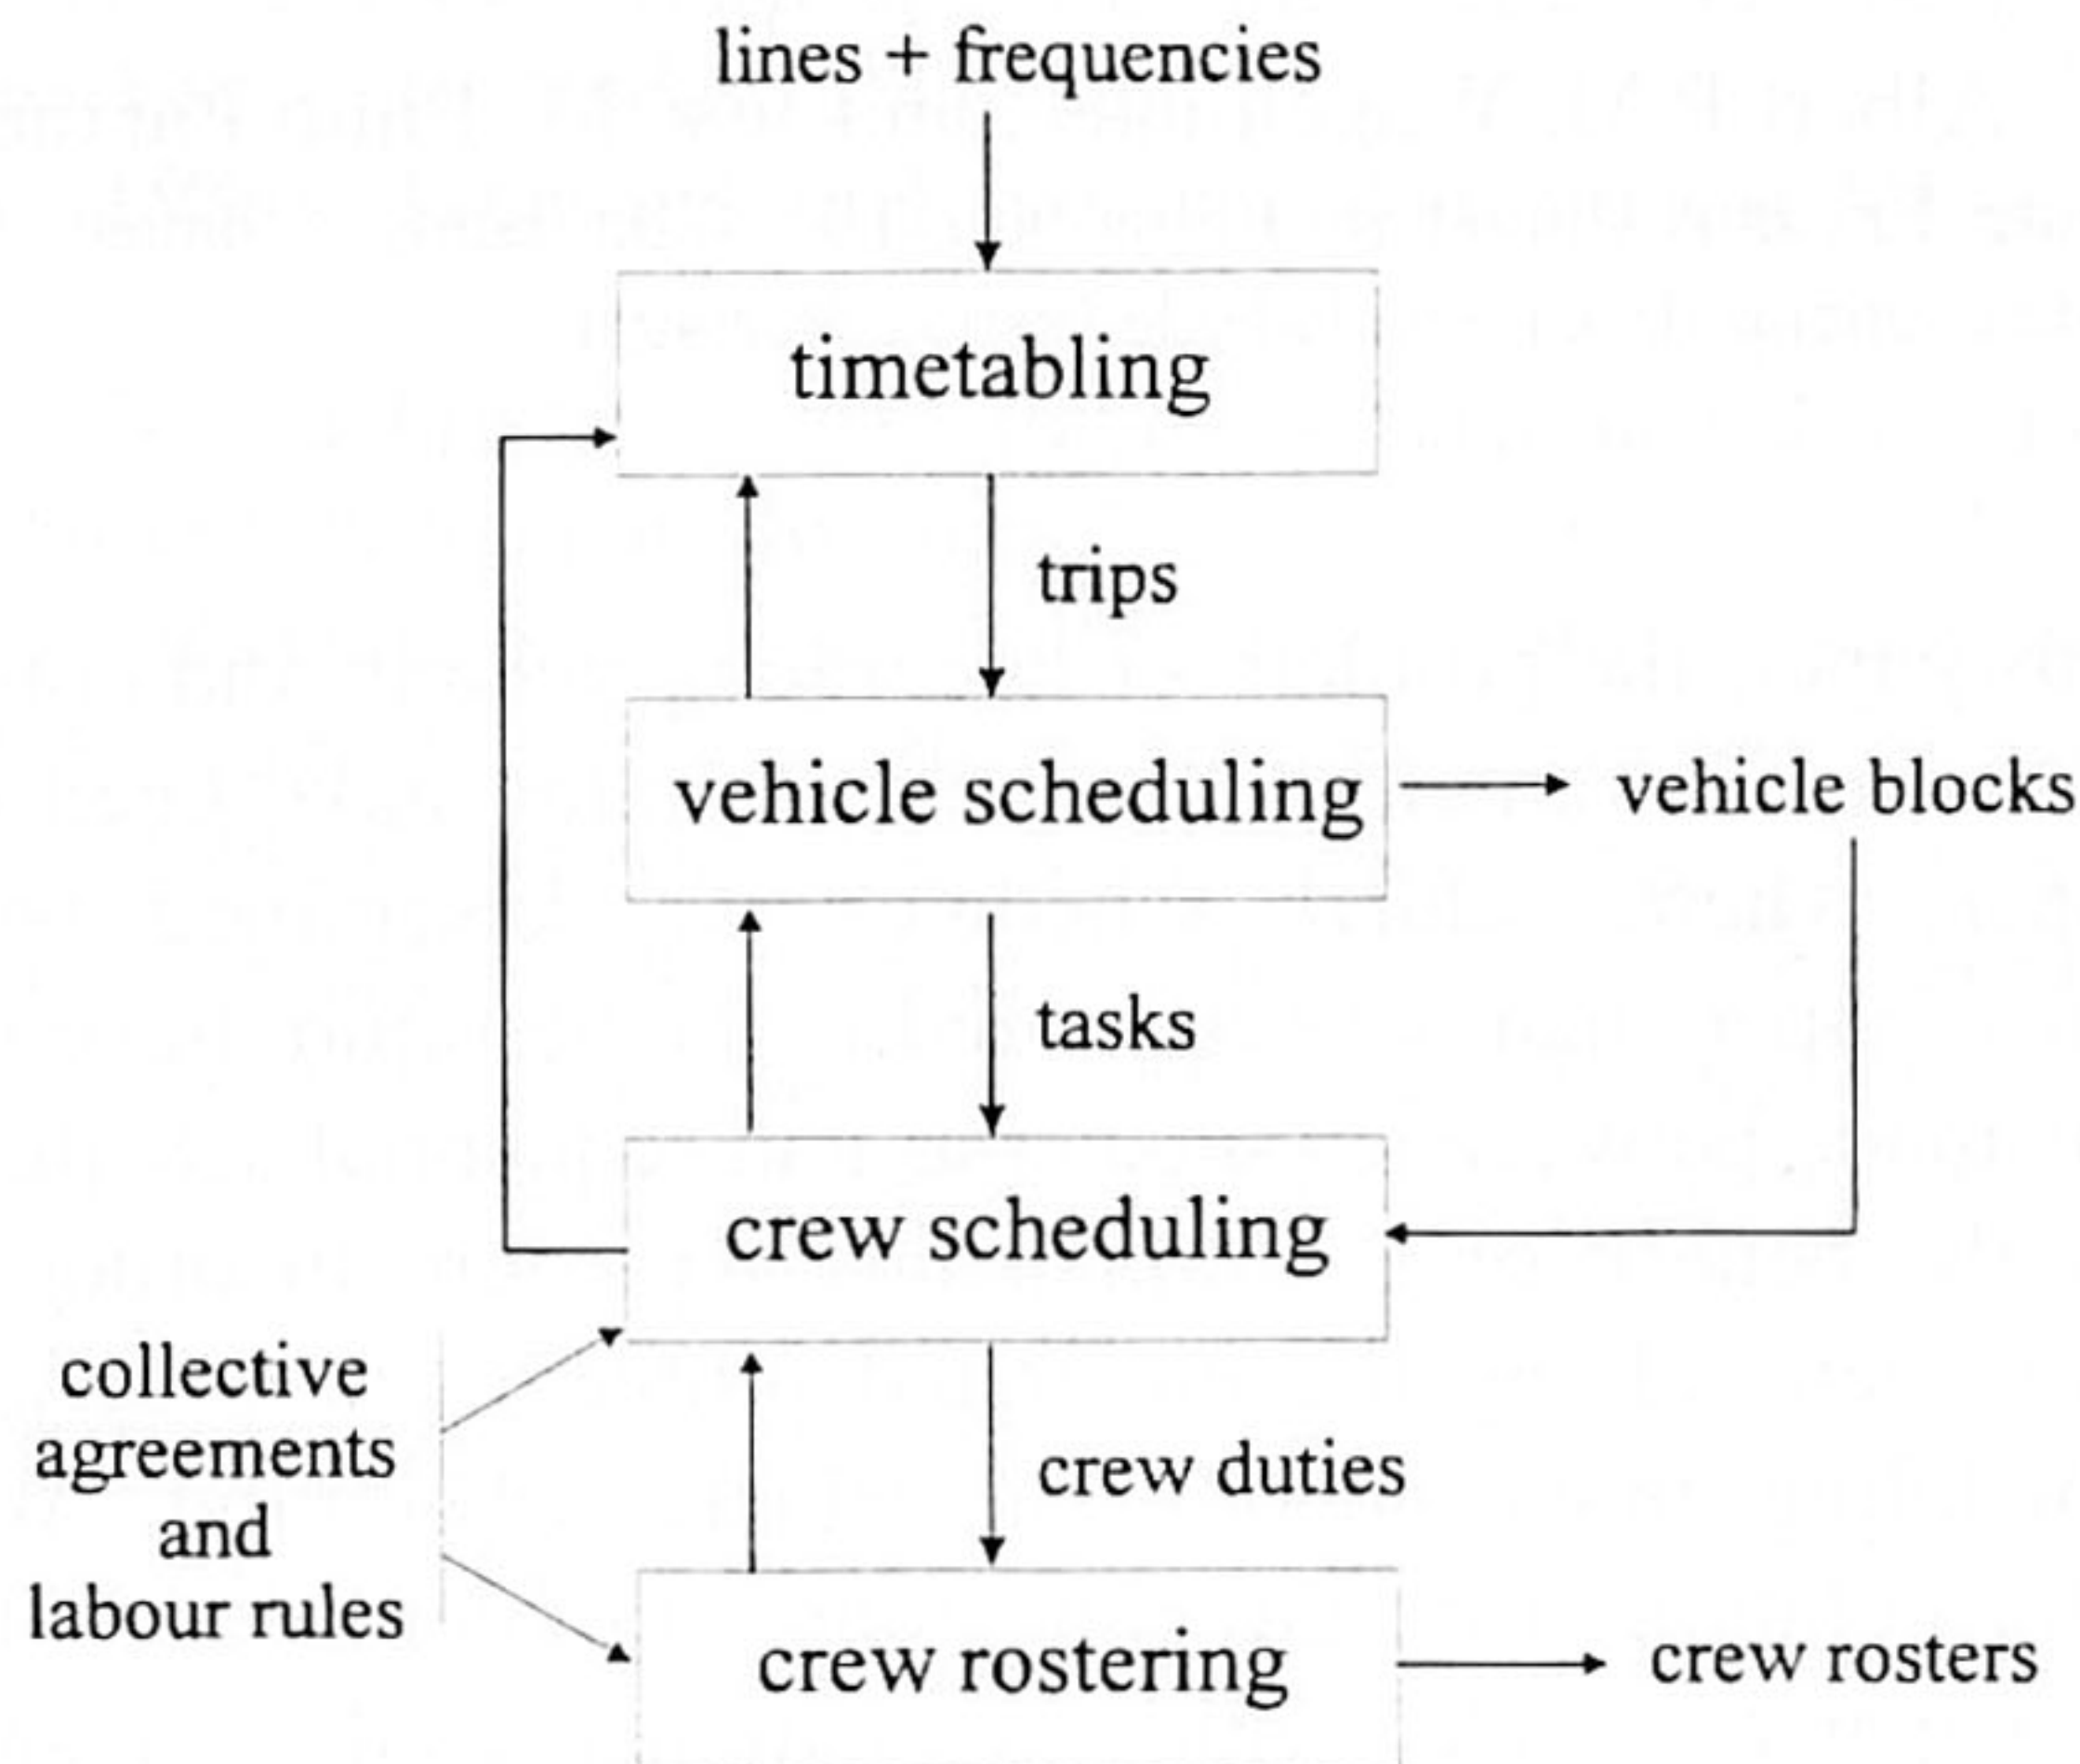 lines + frequencies
timetabling
trips
vehicle scheduling
vehicle blocks
tasks
crew scheduling
collective
agreements
and
labour rules
crew duties
crew rostering
crew rosters